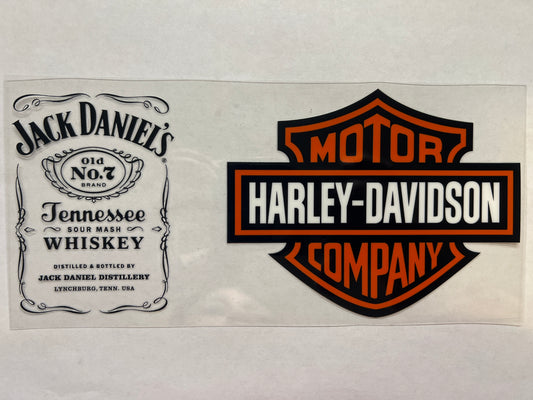 JACK DANIEL'S
Old
No.7
BRAND
Tennessee
SOUR MASH
WHISKEY
DISTILLED & BOTTLED BY
JACK DANIEL DISTILLERY
LYNCHBURG, TENN. USA
MOTOR
HARLEY-DAVIDSON
COMPANY